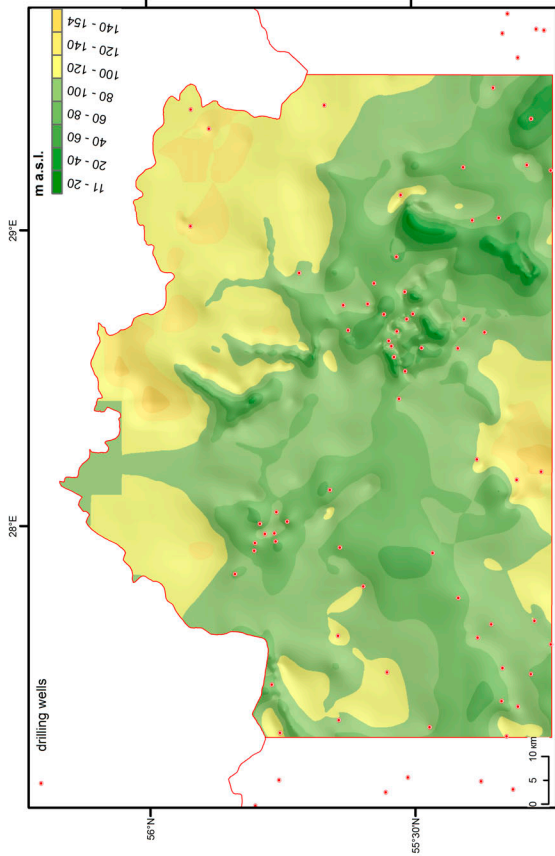 drilling wells
m a.s.l.
140 - 154
120 - 140
100 - 120
80 - 100
60 - 80
40 - 60
20 - 40
11 - 20
29°E
28°E
56°N
55°30'N
0 5 10 km